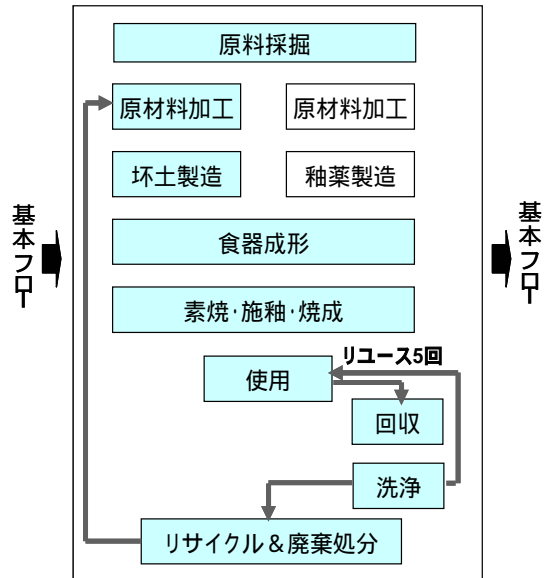 原料採掘
原材料加工
原材料加工
坏土製造
釉薬製造
基本フロー
食器成形
基本フロー
素焼･施釉･焼成
リユース5回
使用
回収
洗浄
リサイクル＆廃棄処分